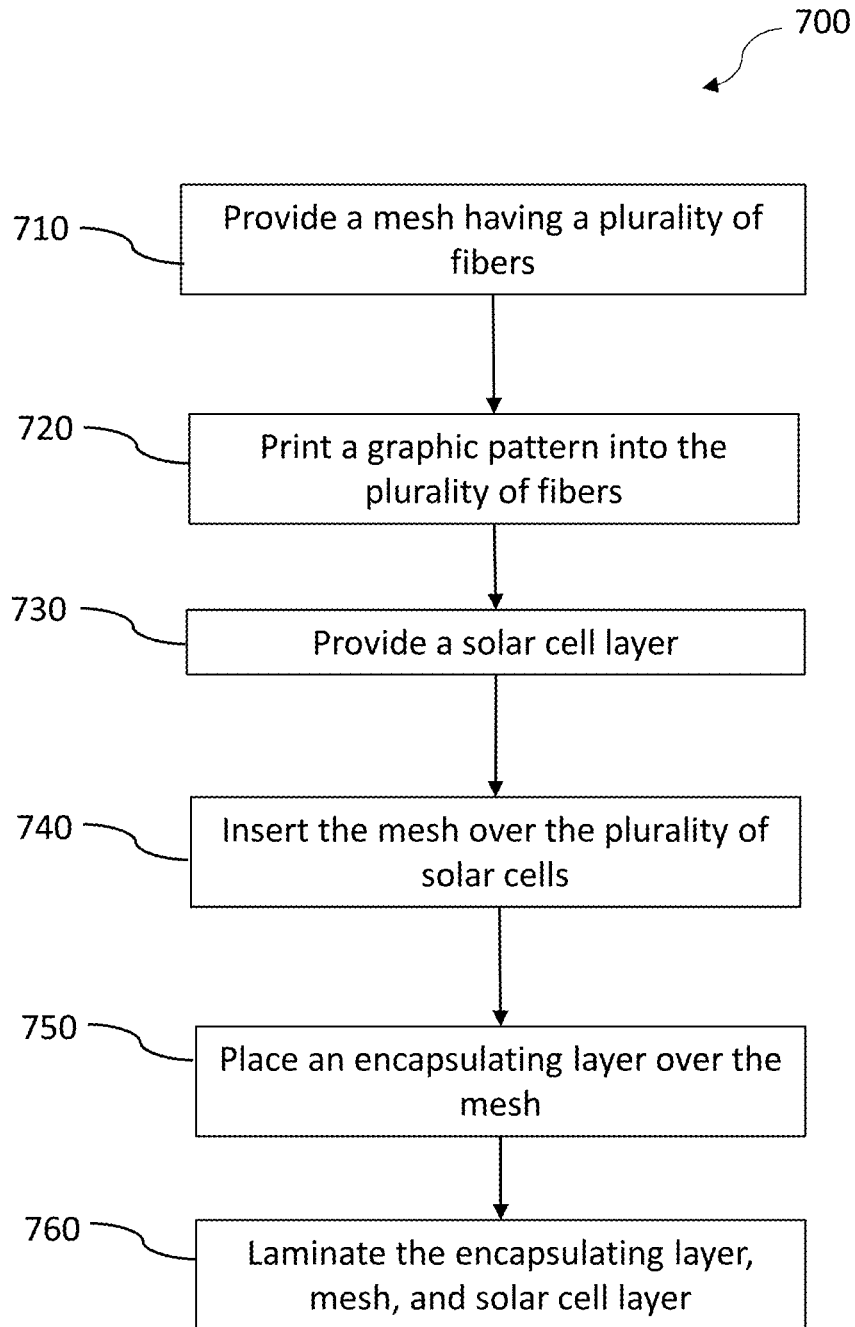 700
710
Provide a mesh having a plurality of
fibers
720
Print a graphic pattern into the
plurality of fibers
730
Provide a solar cell layer
740
Insert the mesh over the plurality of
solar cells
750
Place an encapsulating layer over the
mesh
760
Laminate the encapsulating layer,
mesh, and solar cell layer